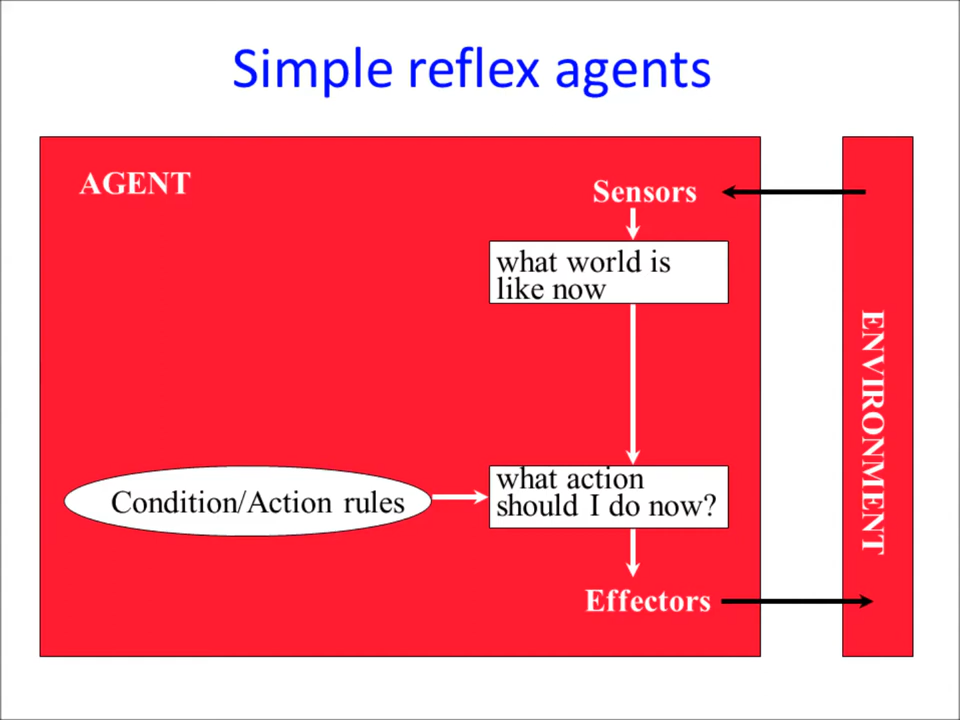 Simple reflex agents
AGENT
Sensors
what world is
like now
ENVIRONMENT
Condition/Action rules
what action
should I do now?
Effectors